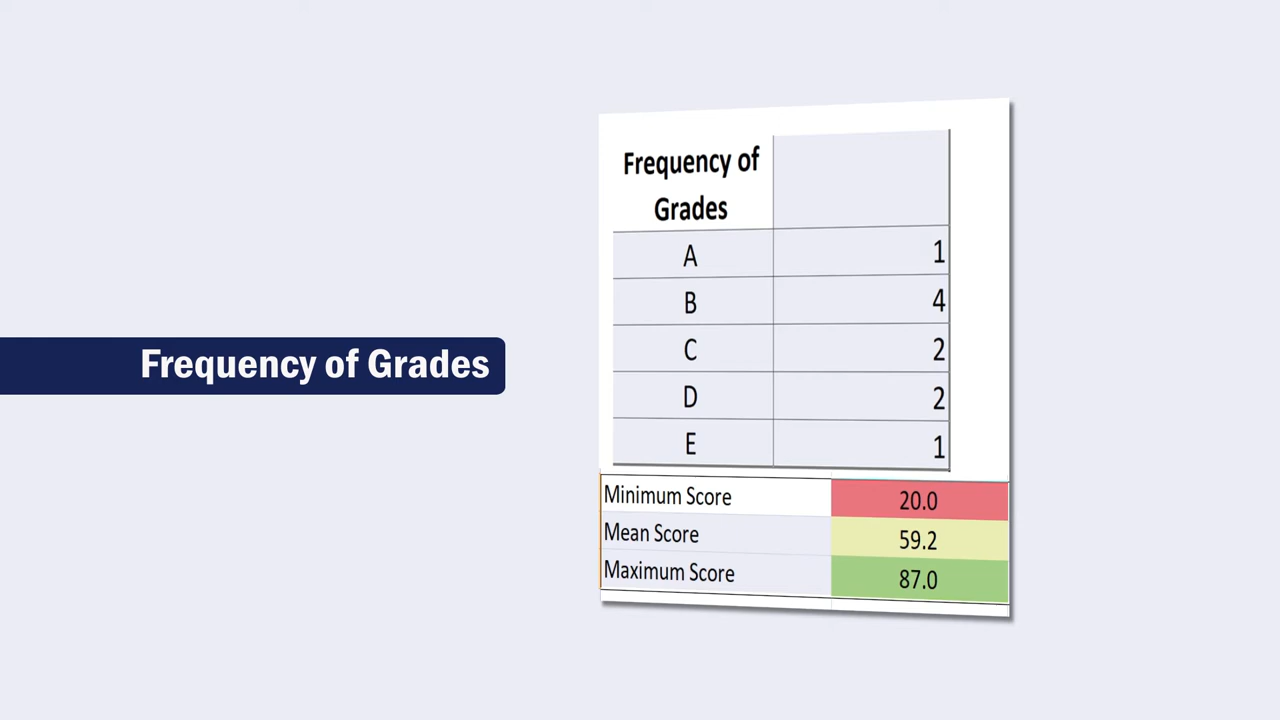 Frequency of Grades
Frequency of
Grades
A 1
B 4
C 2
D 2
E 1
Minimum Score 20.0
Mean Score 59.2
Maximum Score 87.0